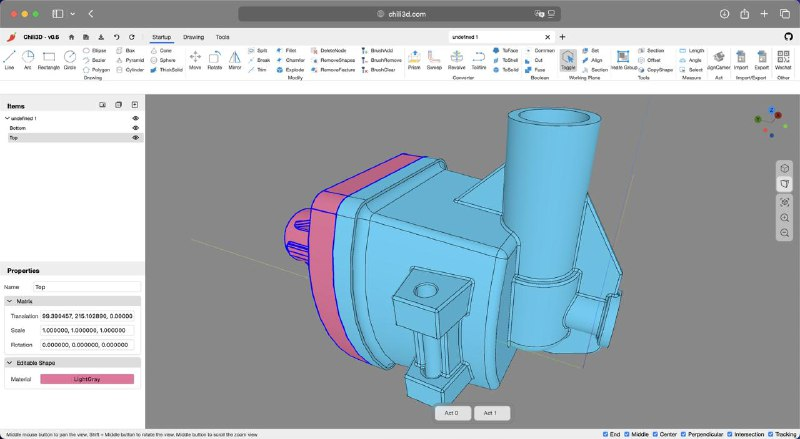 chili3d.com
Chili3D - v0.5 Startup Drawing Tools undefined 1
Line Arc Rectangle Circle Ellipse Box Cone
Bezier Pyramid Sphere
Polygon Cylinder ThickSolid
Drawing
Move Rotate Mirror Split Fillet DeleteNode BrushAdd
Break Chamfer RemoveShapes BrushRemove
Trim Explode RemoveFeature BrushClear
Modify
Prism Sweep Revolve ToWire ToFace
ToShell
ToSolid
Converter
Common
Cut
Fuse
Boolean
Toggle Set
Align
Section
Working Plane
Create Group Section
Offset
CopyShape
Tools
Length
Angle
Select
Measure
Act
Import Export
Import/Export
Wechat
Other
Items
undefined 1
Bottom
Top
Properties
Name Top
Matrix
Translation 99.390457, 215.102896, 0.00000
Scale 1.000000, 1.000000, 1.000000
Rotation 0.000000, 0.000000, 0.000000
Editable Shape
Material LightGray
Z
Y
X
Act 0 Act 1
Middle mouse button to pan the view, Shift + Middle button to rotate the view, Middle button to scroll the zoom view
End Middle Center Perpendicular Intersection Tracking